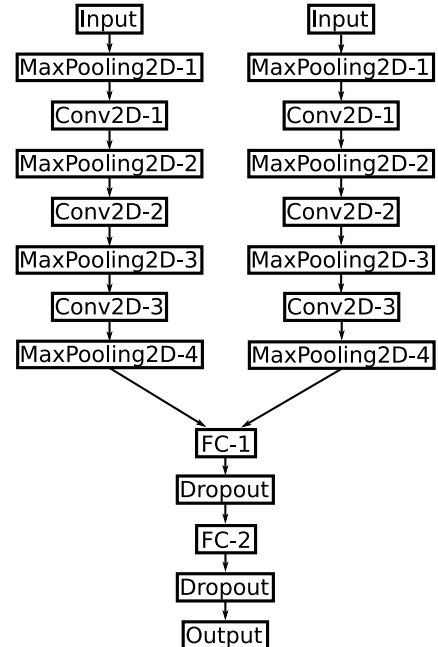 Input
Input
MaxPooling2D-1
MaxPooling2D-1
Conv2D-1
Conv2D-1
MaxPooling2D-2
MaxPooling2D-2
Conv2D-2
Conv2D-2
MaxPooling2D-3
MaxPooling2D-3
Conv2D-3
Conv2D-3
MaxPooling2D-4
MaxPooling2D-4
FC-1
Dropout
FC-2
Dropout
Output